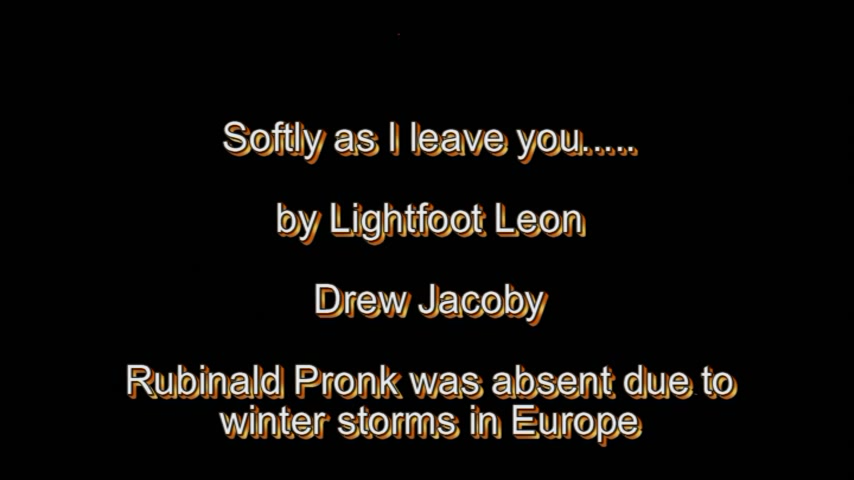 Softly as I leave you.....
by Lightfoot Leon
Drew Jacoby
Rubinald Pronk was absent due to
winter storms in Europe